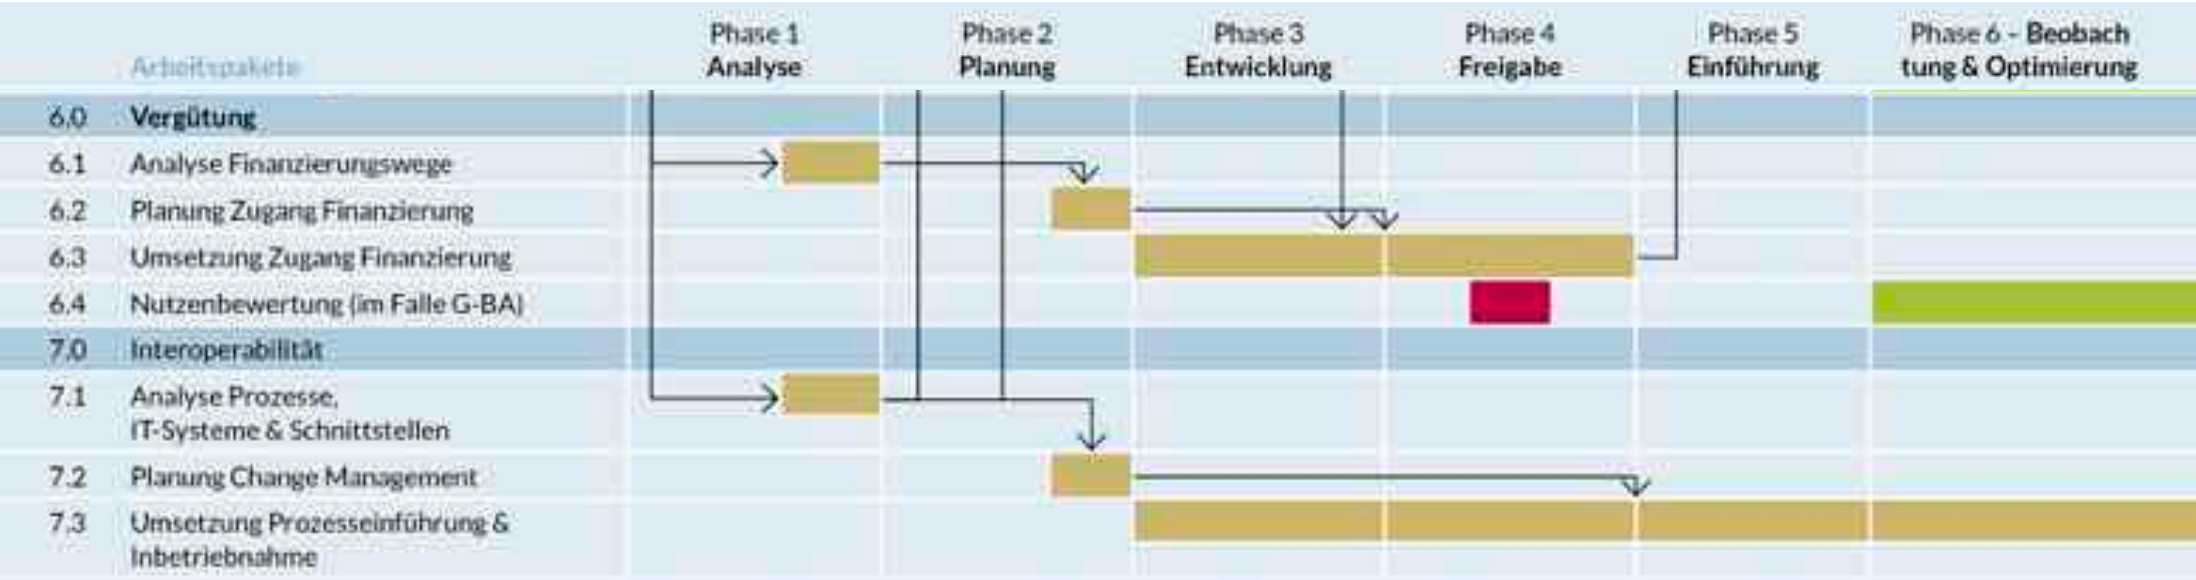 Phase 1
Analyse
Phase 2
Planung
Phase 3
Entwicklung
Phase 4
Freigabe
Phase 5
Einführung
Phase 6 – Beobach
tung & Optimierung
Arbeitspakete
6.0 Vergütung
6.1 Analyse Finanzierungswege
6.2 Planung Zugang Finanzierung
6.3 Umsetzung Zugang Finanzierung
6.4 Nutzenbewertung (im Falle G-BA)
7.0 Interoperabilität
7.1 Analyse Prozesse,
IT-Systeme & Schnittstellen
7.2 Planung Change Management
7.3 Umsetzung Prozesseinführung &
Inbetriebnahme